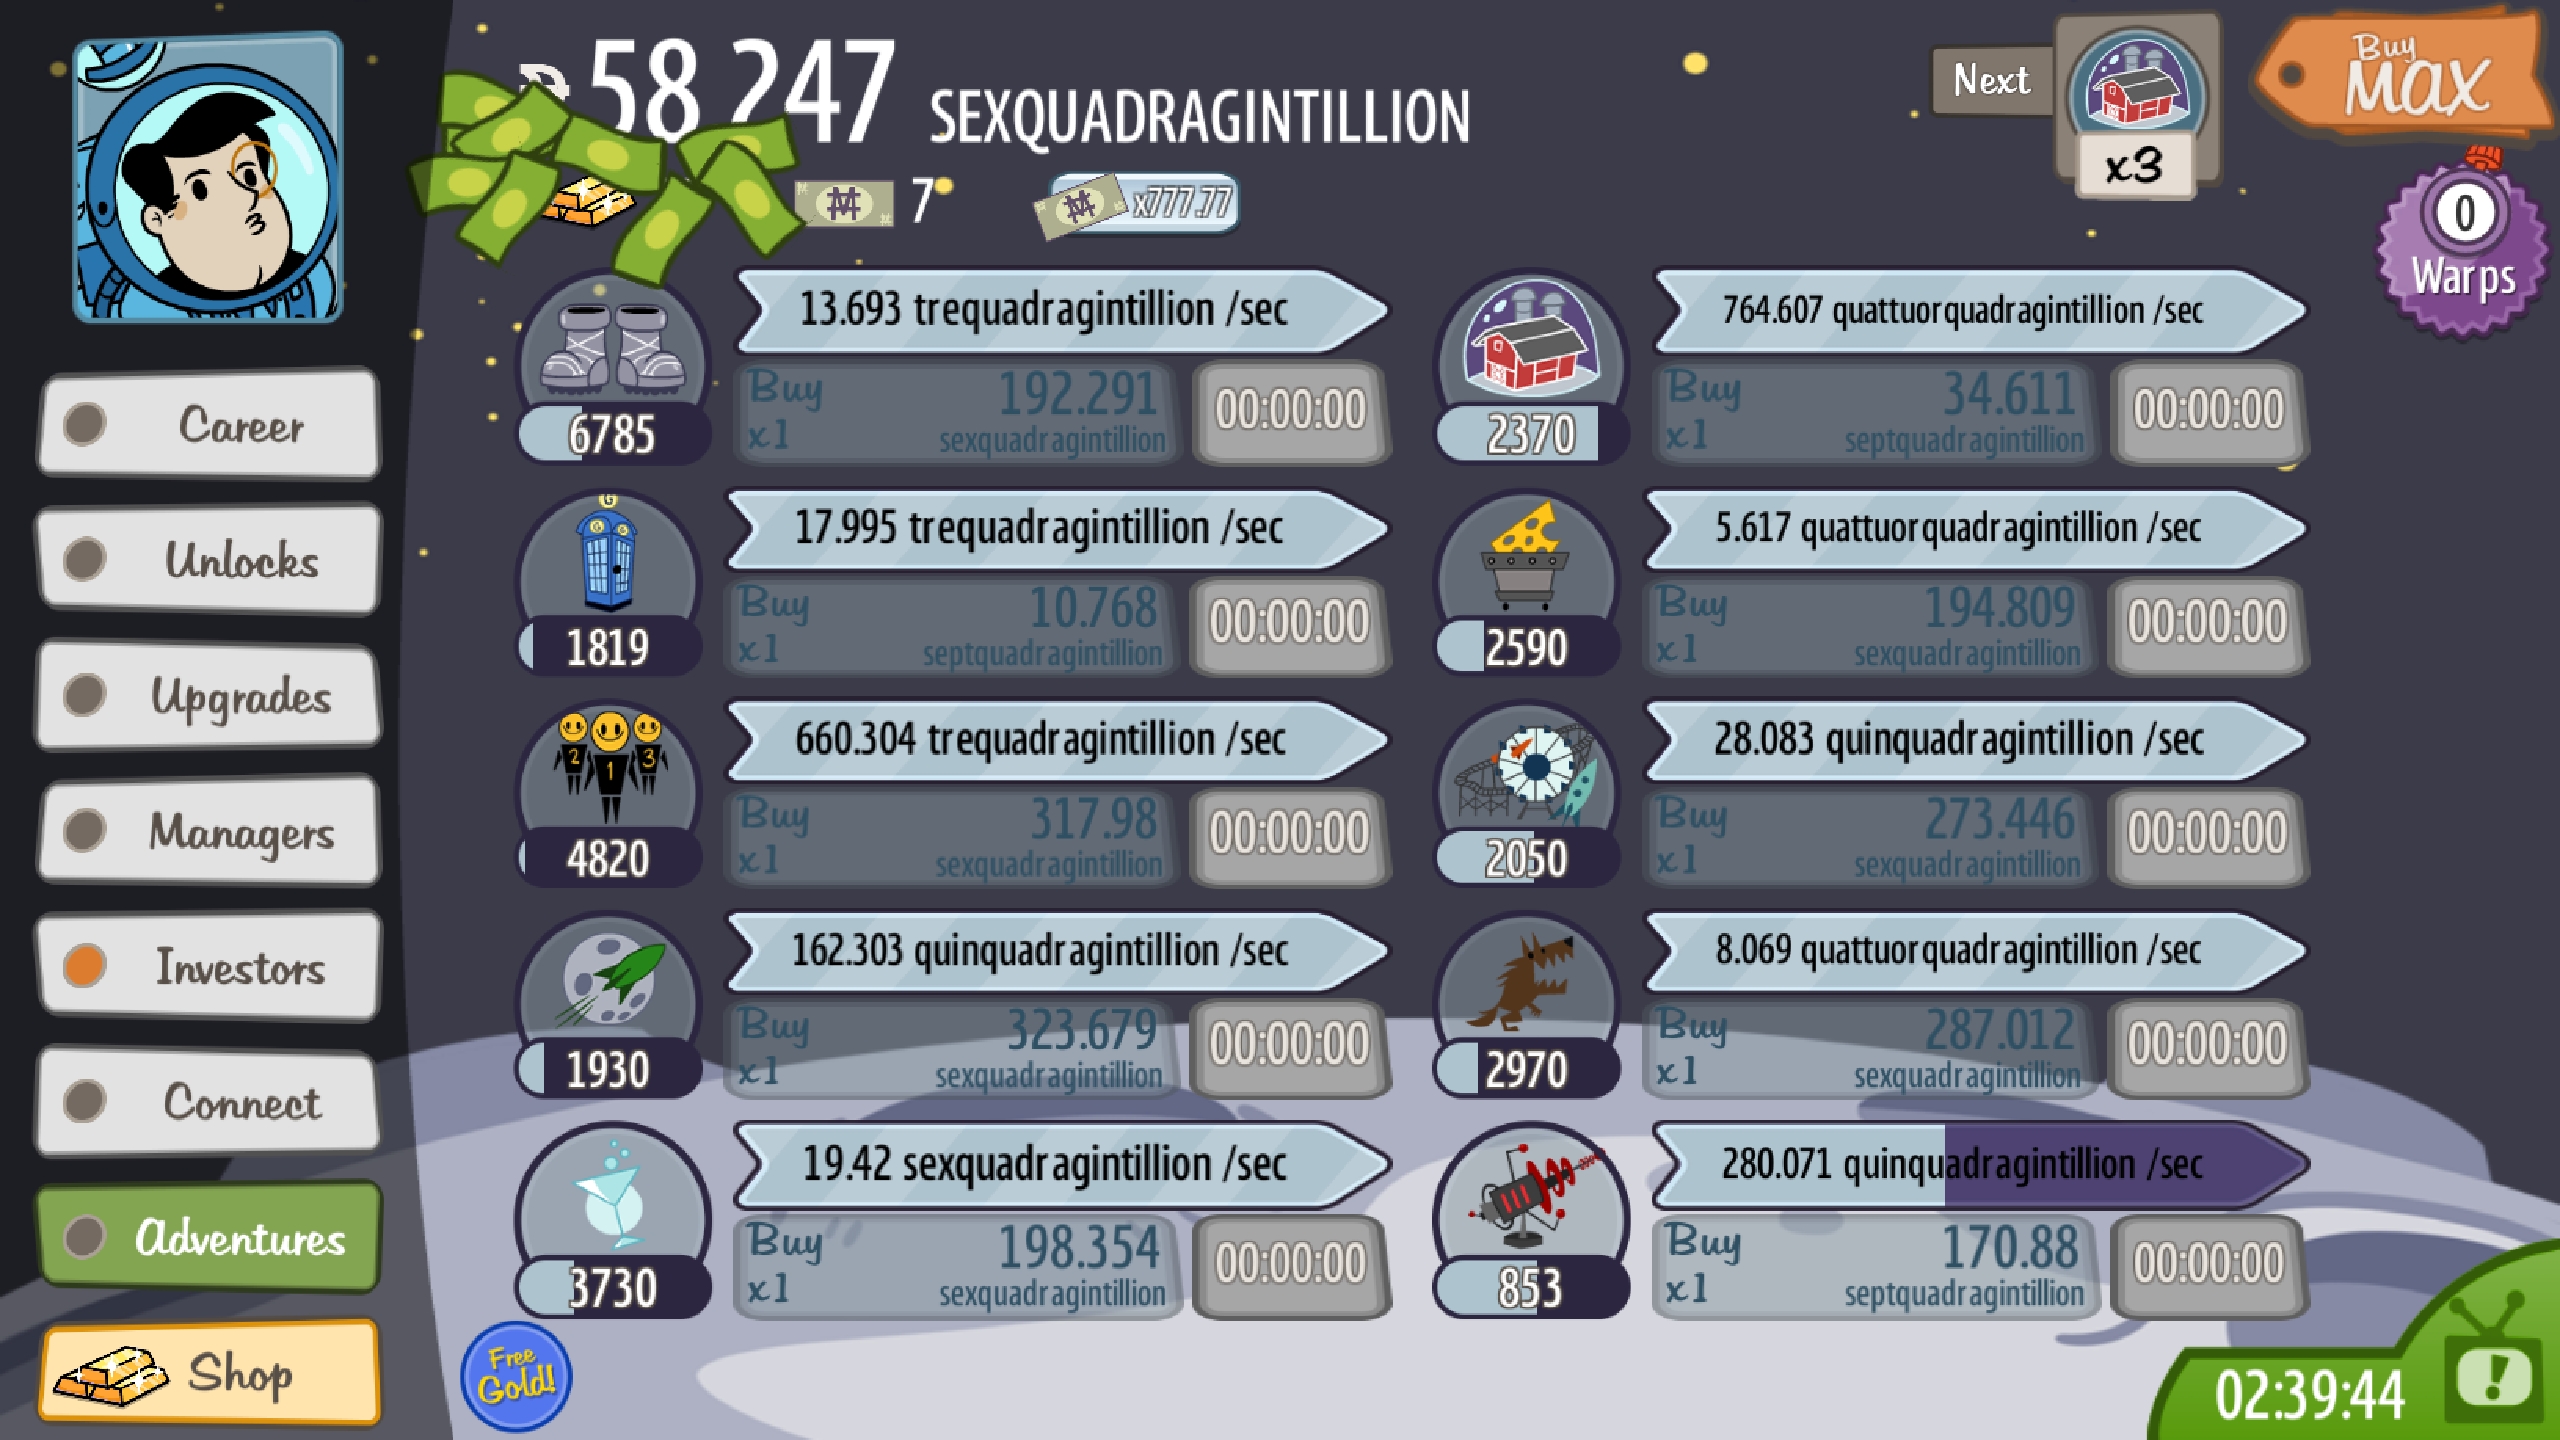 58 247 SEXQUADRAGINTILLION
7
x777.77
Next
x3
Buy
MAX
0
Warps
Career
Unlocks
Upgrades
Managers
Investors
Connect
Adventures
Shop
13.693 trequadragintillion /sec
Buy 192.291
x1 sexquadragintillion
00:00:00
6785
764.607 quattuorquadragintillion /sec
Buy 34.611
x1 septquadragintillion
00:00:00
2370
G
17.995 trequadragintillion /sec
Buy 10.768
x1 septquadragintillion
00:00:00
1819
5.617 quattuorquadragintillion /sec
Buy 194.809
x1 sexquadragintillion
00:00:00
2590
2 1 3
660.304 trequadragintillion /sec
Buy 317.98
x1 sexquadragintillion
00:00:00
4820
28.083 quinquadragintillion /sec
Buy 273.446
x1 sexquadragintillion
00:00:00
2050
162.303 quinquadragintillion /sec
Buy 323.679
x1 sexquadragintillion
00:00:00
1930
8.069 quattuorquadragintillion /sec
Buy 287.012
x1 sexquadragintillion
00:00:00
2970
19.42 sexquadragintillion /sec
Buy 198.354
x1 sexquadragintillion
00:00:00
3730
280.071 quinquadragintillion /sec
Buy 170.88
x1 septquadragintillion
00:00:00
853
Free
Gold!
02:39:44
!